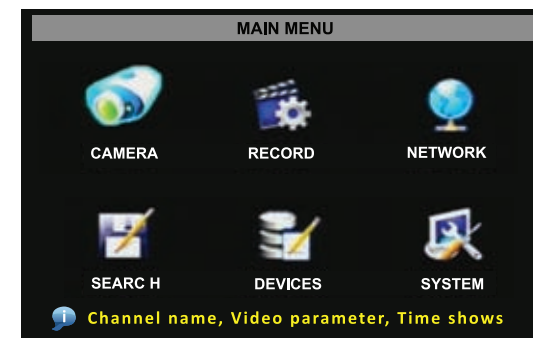 MAIN MENU
CAMERA RECORD NETWORK
SEARC H DEVICES SYSTEM
Channel name, Video parameter, Time shows